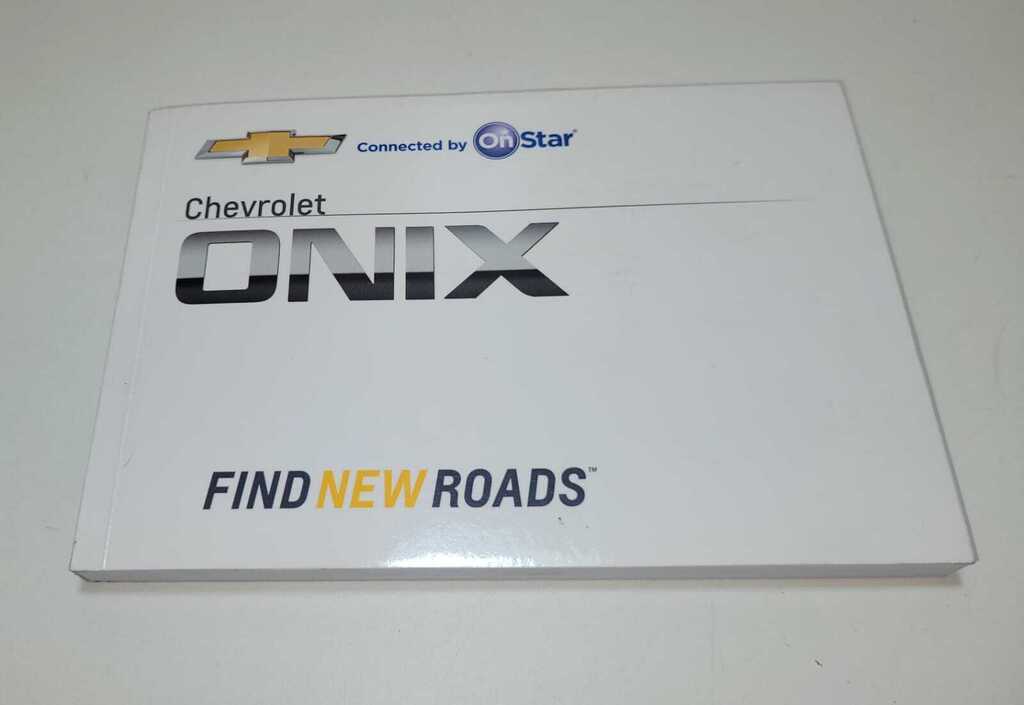 Connected by OnStar®
Chevrolet
ONIX
FIND NEW ROADS™